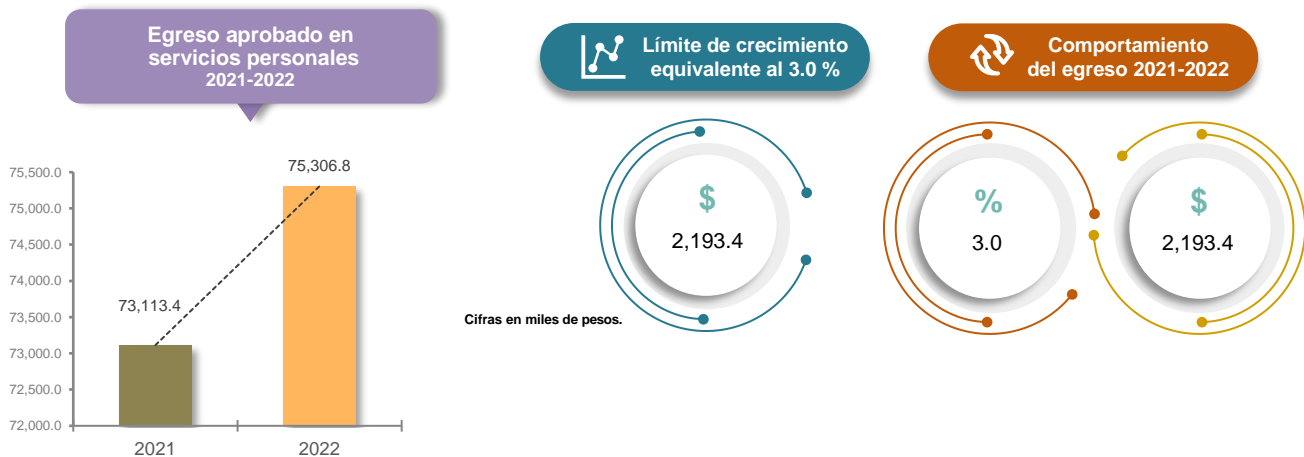 Egreso aprobado en
servicios personales
2021-2022
Límite de crecimiento
equivalente al 3.0 %
Comportamiento
del egreso 2021-2022
75,500.0
75,000.0
74,500.0
74,000.0
73,500.0
73,000.0
72,500.0
72,000.0
73,113.4
75,306.8
2021
2022
$
2,193.4
%
3.0
$
2,193.4
Cifras en miles de pesos.